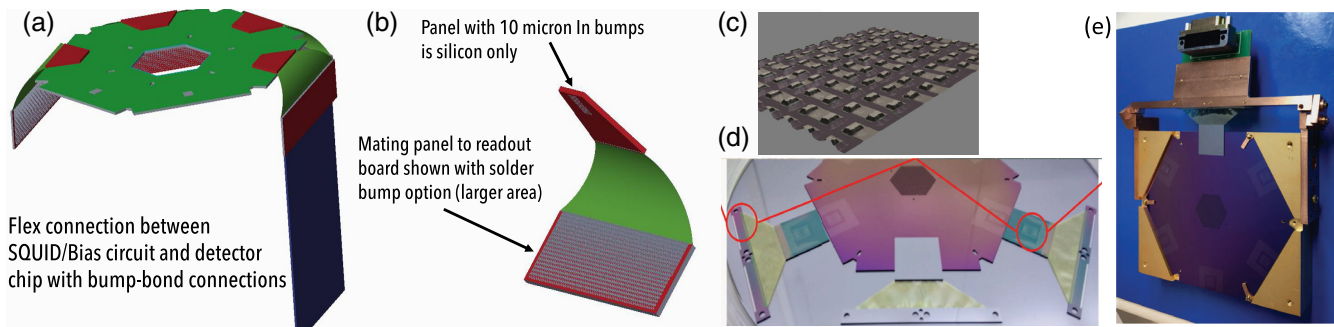 (a)
Flex connection between
SQUID/Bias circuit and detector
chip with bump-bond connections
(b)
Panel with 10 micron In bumps
is silicon only
Mating panel to readout
board shown with solder
bump option (larger area)
(c)
(d)
(e)